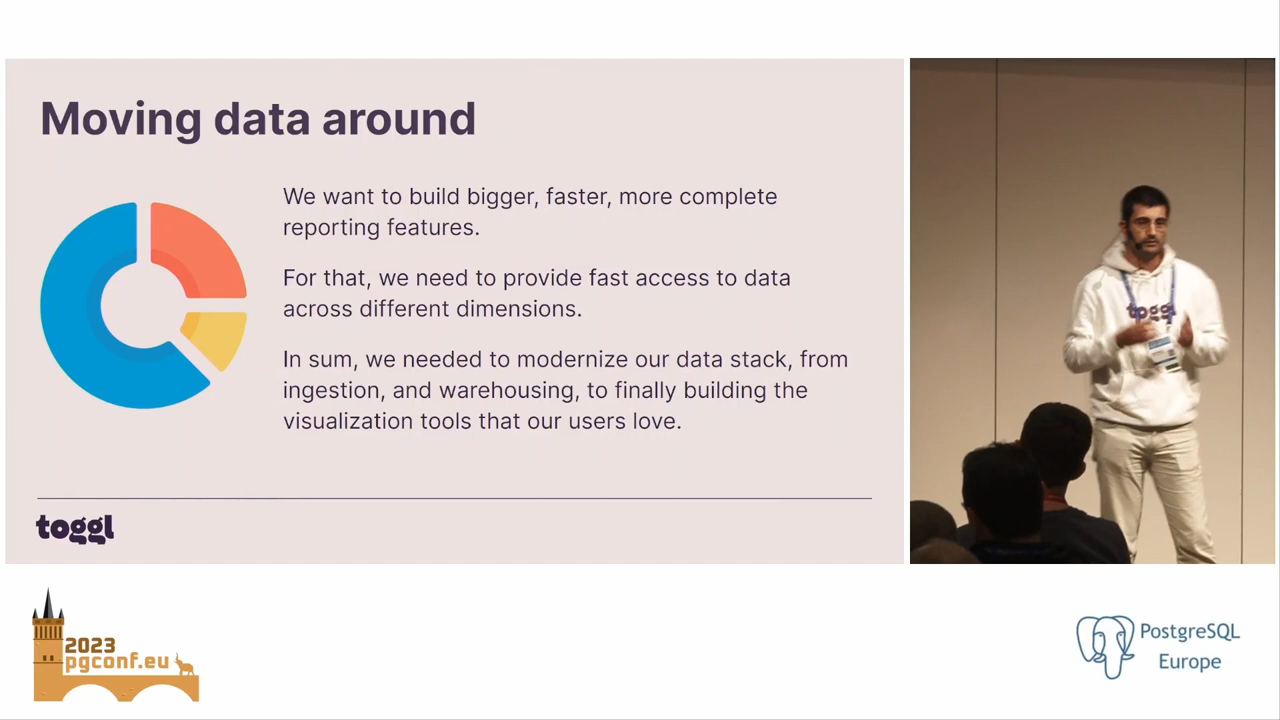 Moving data around
We want to build bigger, faster, more complete
reporting features.
For that, we need to provide fast access to data
across different dimensions.
In sum, we needed to modernize our data stack, from
ingestion, and warehousing, to finally building the
visualization tools that our users love.
toggl
toggl
2023
pgconf.eu
PostgreSQL
Europe